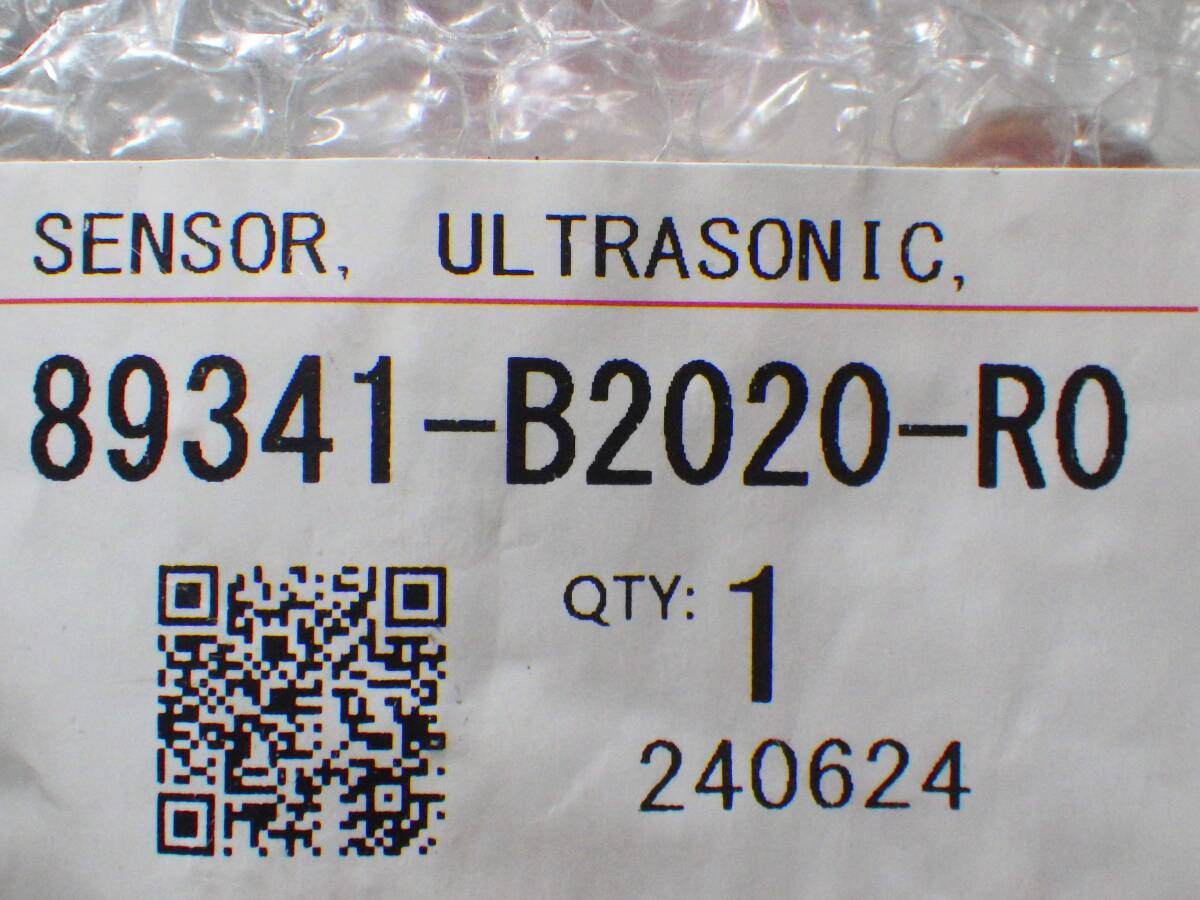 SENSOR, ULTRASONIC,
89341-B2020-R0
QTY: 1
240624